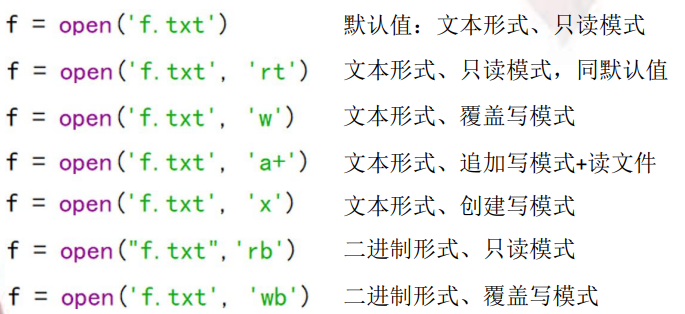 f = open('f.txt') 默认值：文本形式、只读模式
f = open('f.txt', 'rt') 文本形式、只读模式，同默认值
f = open('f.txt', 'w') 文本形式、覆盖写模式
f = open('f.txt', 'a+') 文本形式、追加写模式+读文件
f = open('f.txt', 'x') 文本形式、创建写模式
f = open("f.txt",'rb') 二进制形式、只读模式
f = open('f.txt', 'wb') 二进制形式、覆盖写模式